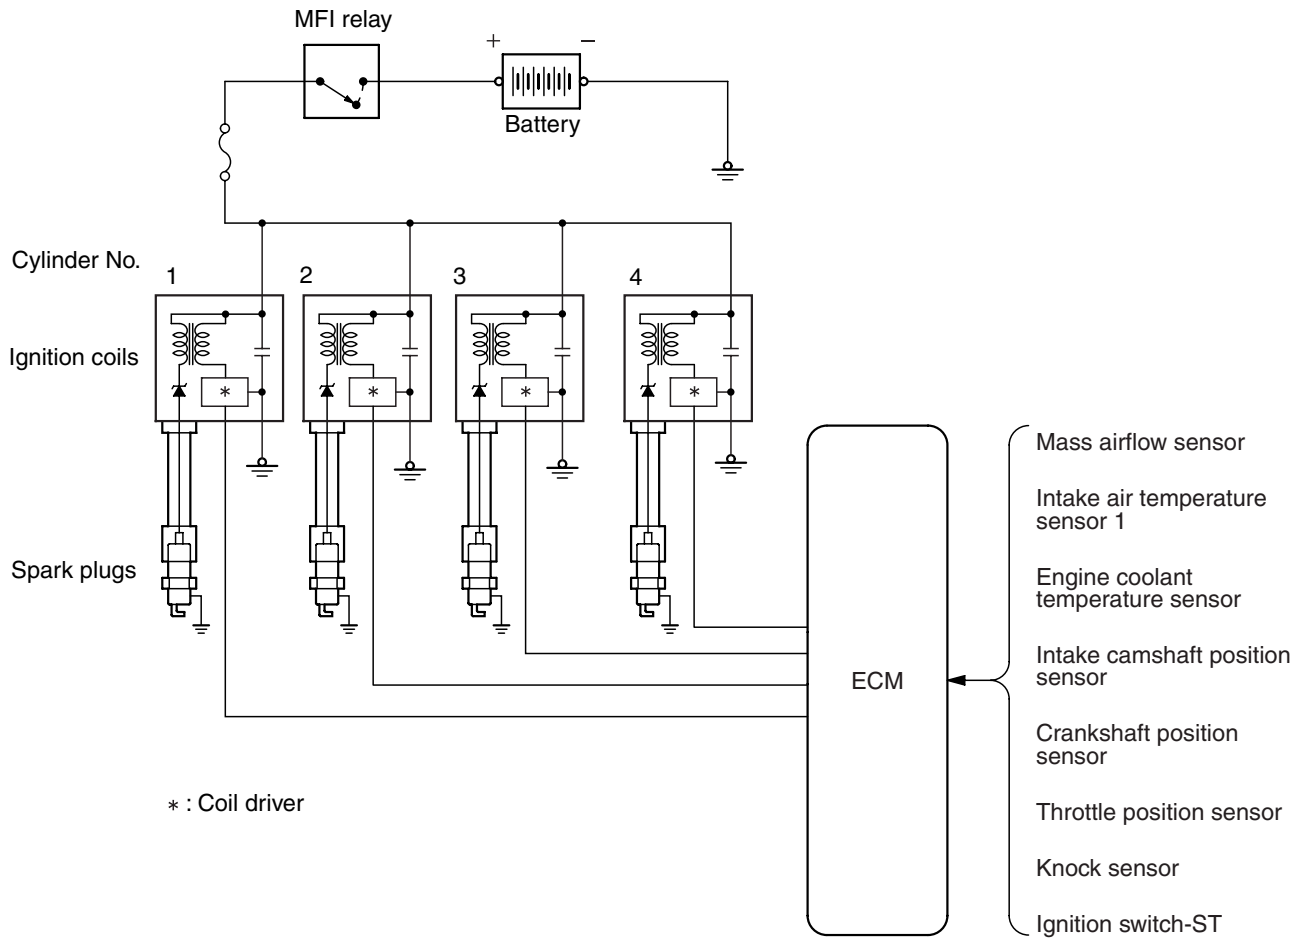 MFI relay
+ −
Battery
Cylinder No.
1 2 3 4
Ignition coils
* * * *
Spark plugs
ECM
Mass airflow sensor
Intake air temperature
sensor 1
Engine coolant
temperature sensor
Intake camshaft position
sensor
Crankshaft position
sensor
Throttle position sensor
Knock sensor
Ignition switch-ST
* : Coil driver